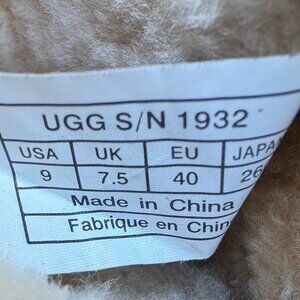 UGG S/N 1932
USA UK EU JAPA
9 7.5 40 26
Made in China
Fabrique en Chin